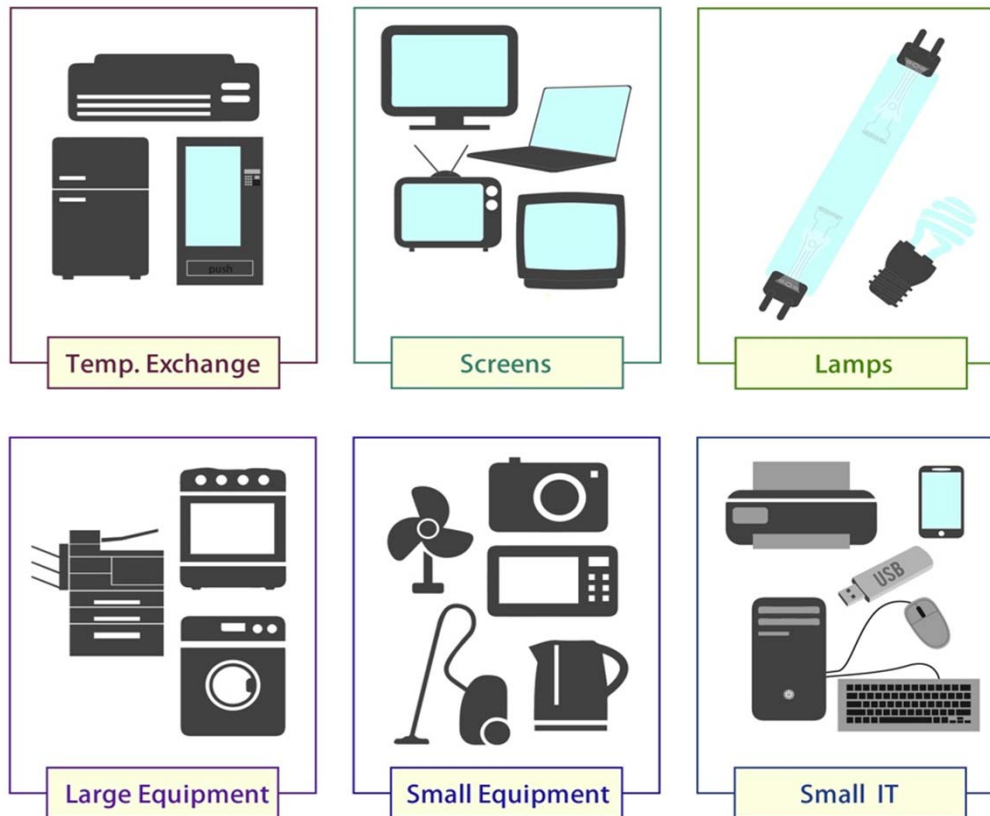 push
Temp. Exchange
Screens
Lamps
USB
Large Equipment
Small Equipment
Small IT